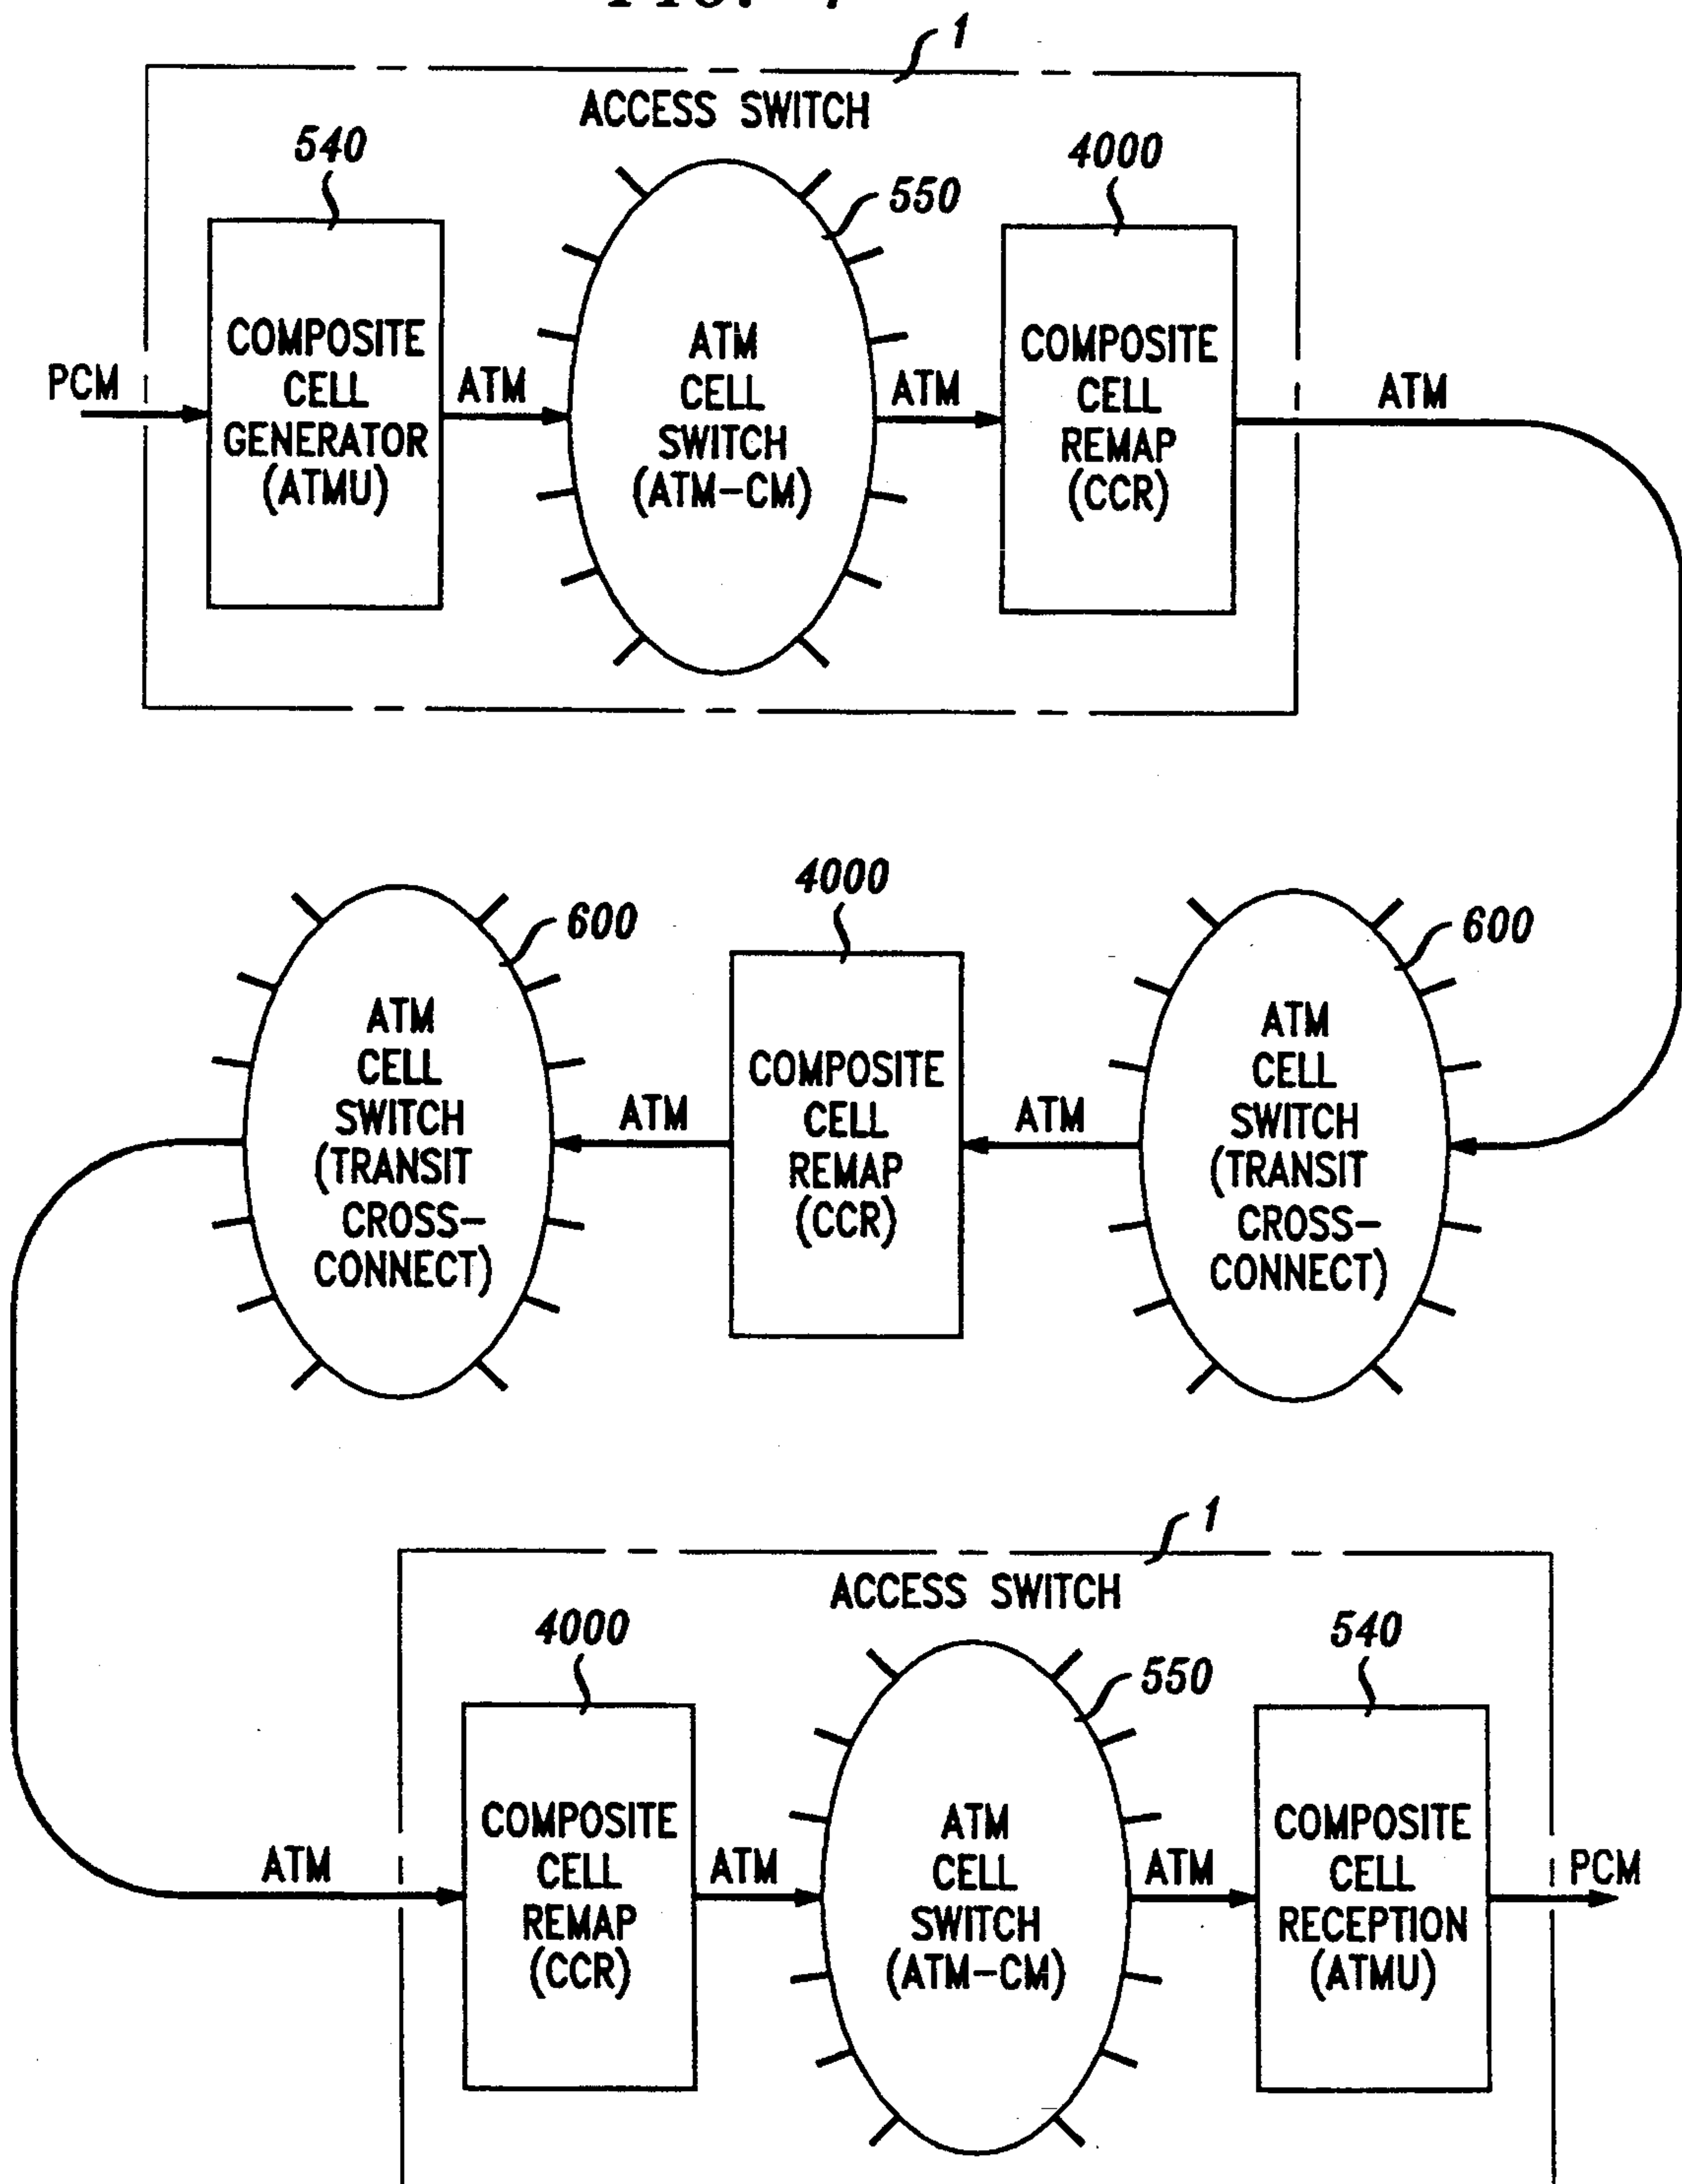 1
ACCESS SWITCH
540
550
4000
PCM
COMPOSITE
CELL
GENERATOR
(ATMU)
ATM
ATM
CELL
SWITCH
(ATM-CM)
ATM
COMPOSITE
CELL
REMAP
(CCR)
ATM
600
4000
600
ATM
CELL
SWITCH
(TRANSIT
CROSS-
CONNECT)
ATM
COMPOSITE
CELL
REMAP
(CCR)
ATM
ATM
CELL
SWITCH
(TRANSIT
CROSS-
CONNECT)
1
ACCESS SWITCH
4000
550
540
ATM
COMPOSITE
CELL
REMAP
(CCR)
ATM
ATM
CELL
SWITCH
(ATM-CM)
ATM
COMPOSITE
CELL
RECEPTION
(ATMU)
PCM